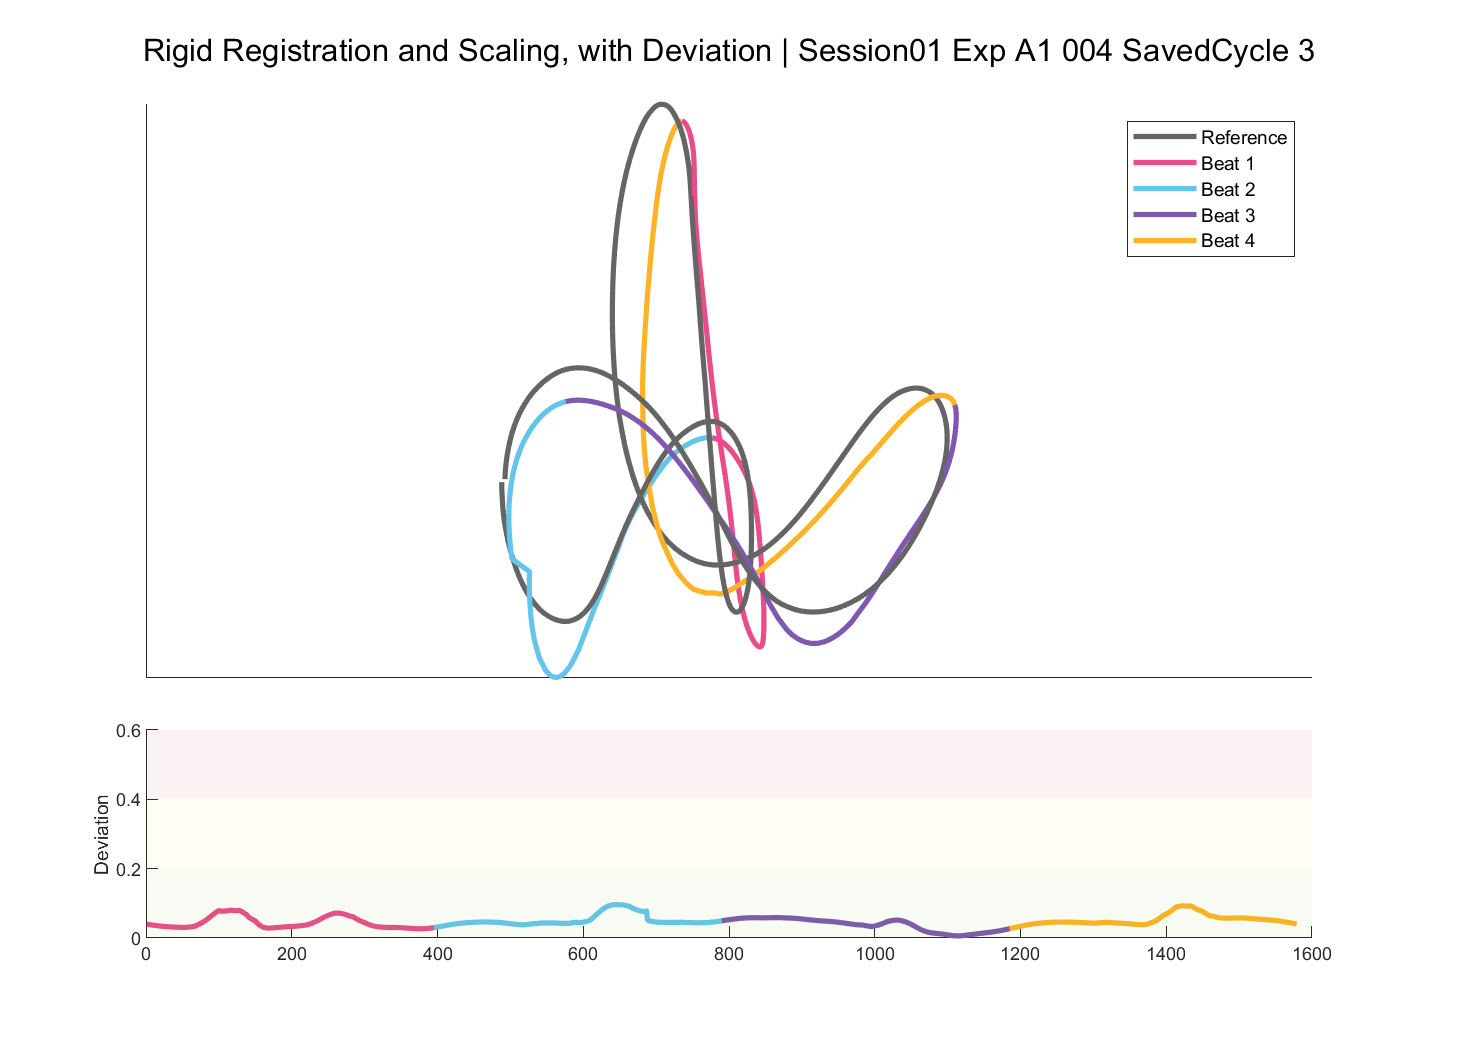 Rigid Registration and Scaling, with Deviation | Session01 Exp A1 004 SavedCycle 3
Reference
Beat 1
Beat 2
Beat 3
Beat 4
0.6
0.4
0.2
0
Deviation
0 200 400 600 800 1000 1200 1400 1600